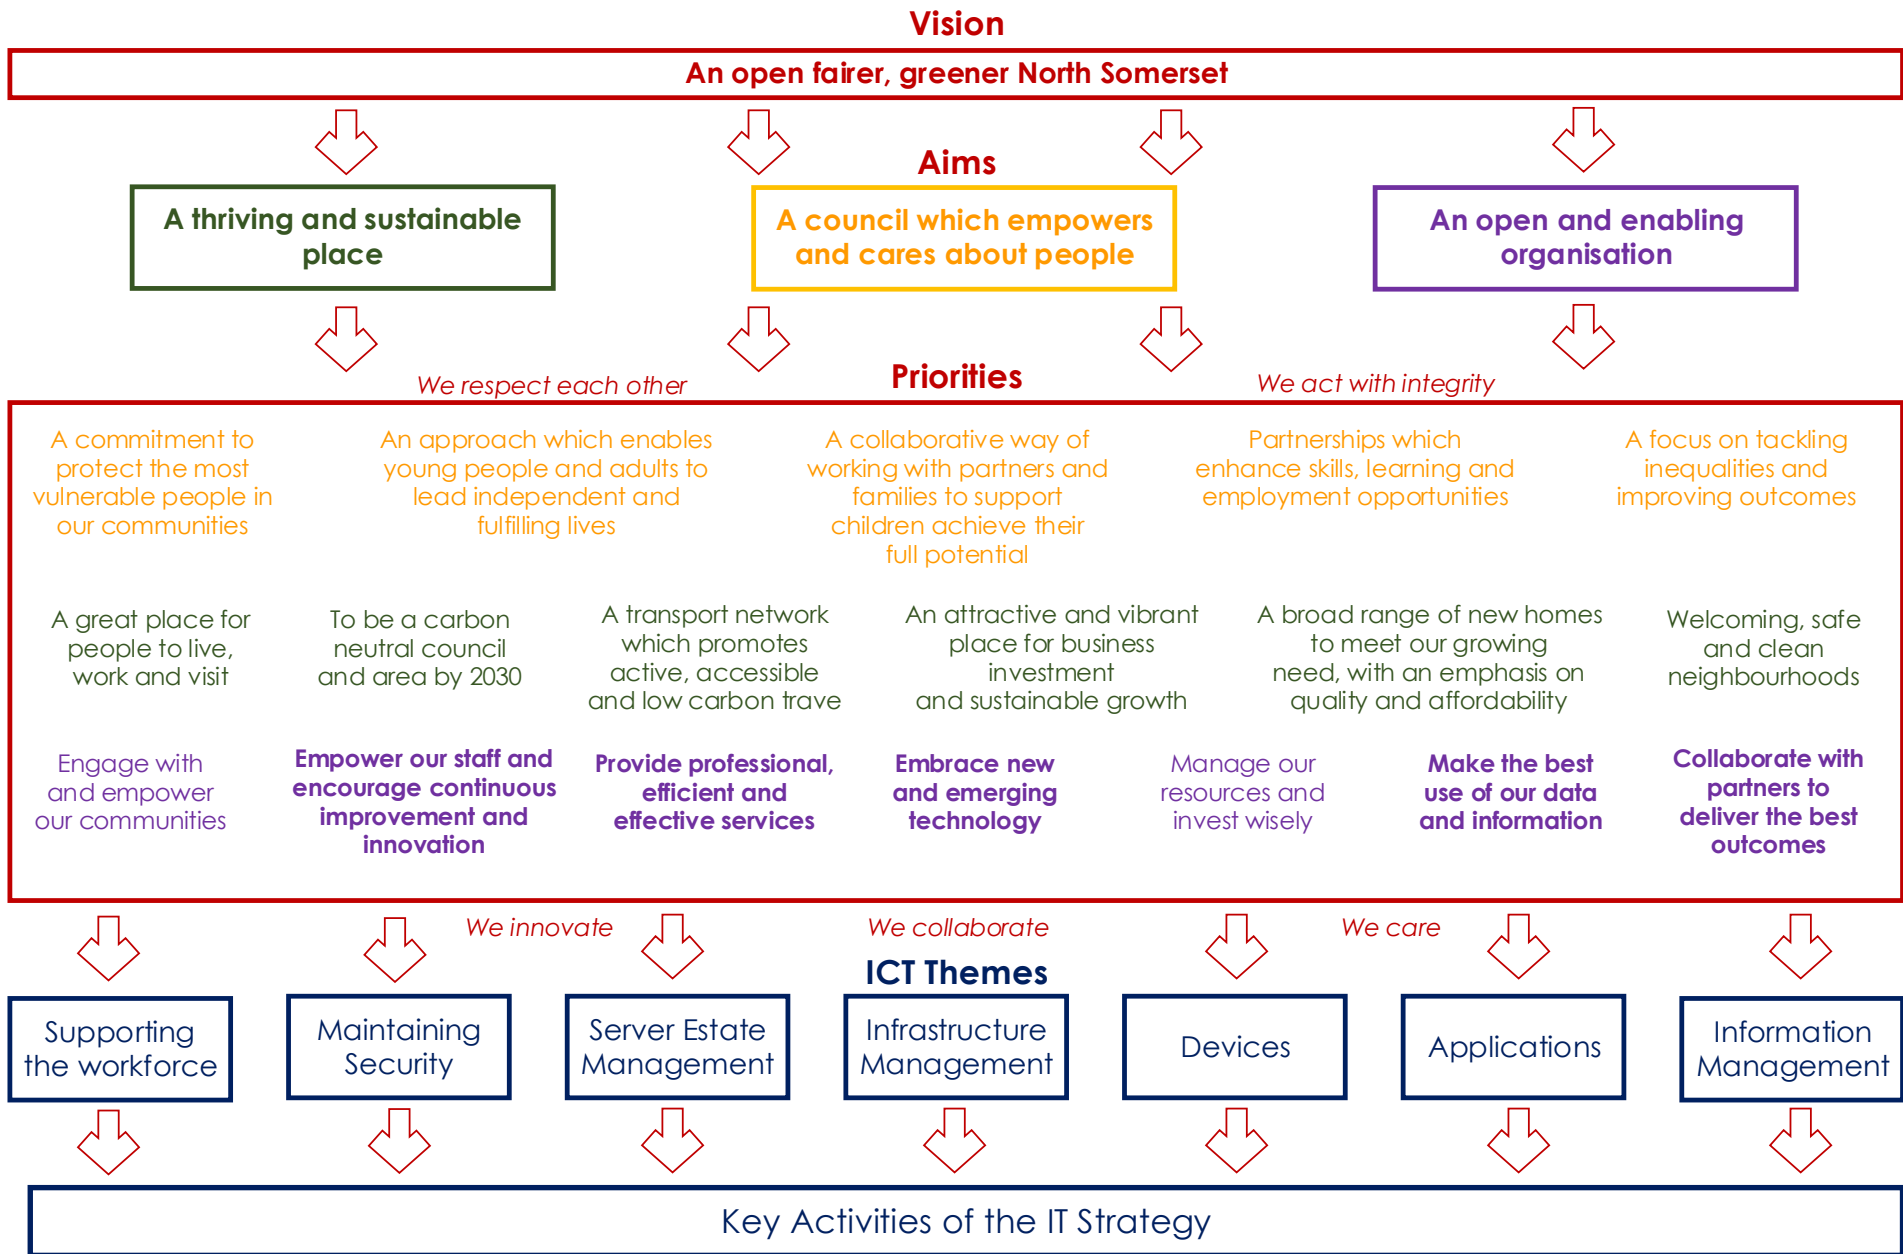 Vision
An open fairer, greener North Somerset
Aims
A thriving and sustainable
place
A council which empowers
and cares about people
An open and enabling
organisation
We respect each other
Priorities
We act with integrity
A commitment to
protect the most
vulnerable people in
our communities
An approach which enables
young people and adults to
lead independent and
fulfilling lives
A collaborative way of
working with partners and
families to support
children achieve their
full potential
Partnerships which
enhance skills, learning and
employment opportunities
A focus on tackling
inequalities and
improving outcomes
A great place for
people to live,
work and visit
To be a carbon
neutral council
and area by 2030
A transport network
which promotes
active, accessible
and low carbon trave
An attractive and vibrant
place for business
investment
and sustainable growth
A broad range of new homes
to meet our growing
need, with an emphasis on
quality and affordability
Welcoming, safe
and clean
neighbourhoods
Engage with
and empower
our communities
Empower our staff and
encourage continuous
improvement and
innovation
Provide professional,
efficient and
effective services
Embrace new
and emerging
technology
Manage our
resources and
invest wisely
Make the best
use of our data
and information
Collaborate with
partners to
deliver the best
outcomes
We innovate
We collaborate
We care
ICT Themes
Supporting
the workforce
Maintaining
Security
Server Estate
Management
Infrastructure
Management
Devices
Applications
Information
Management
Key Activities of the IT Strategy